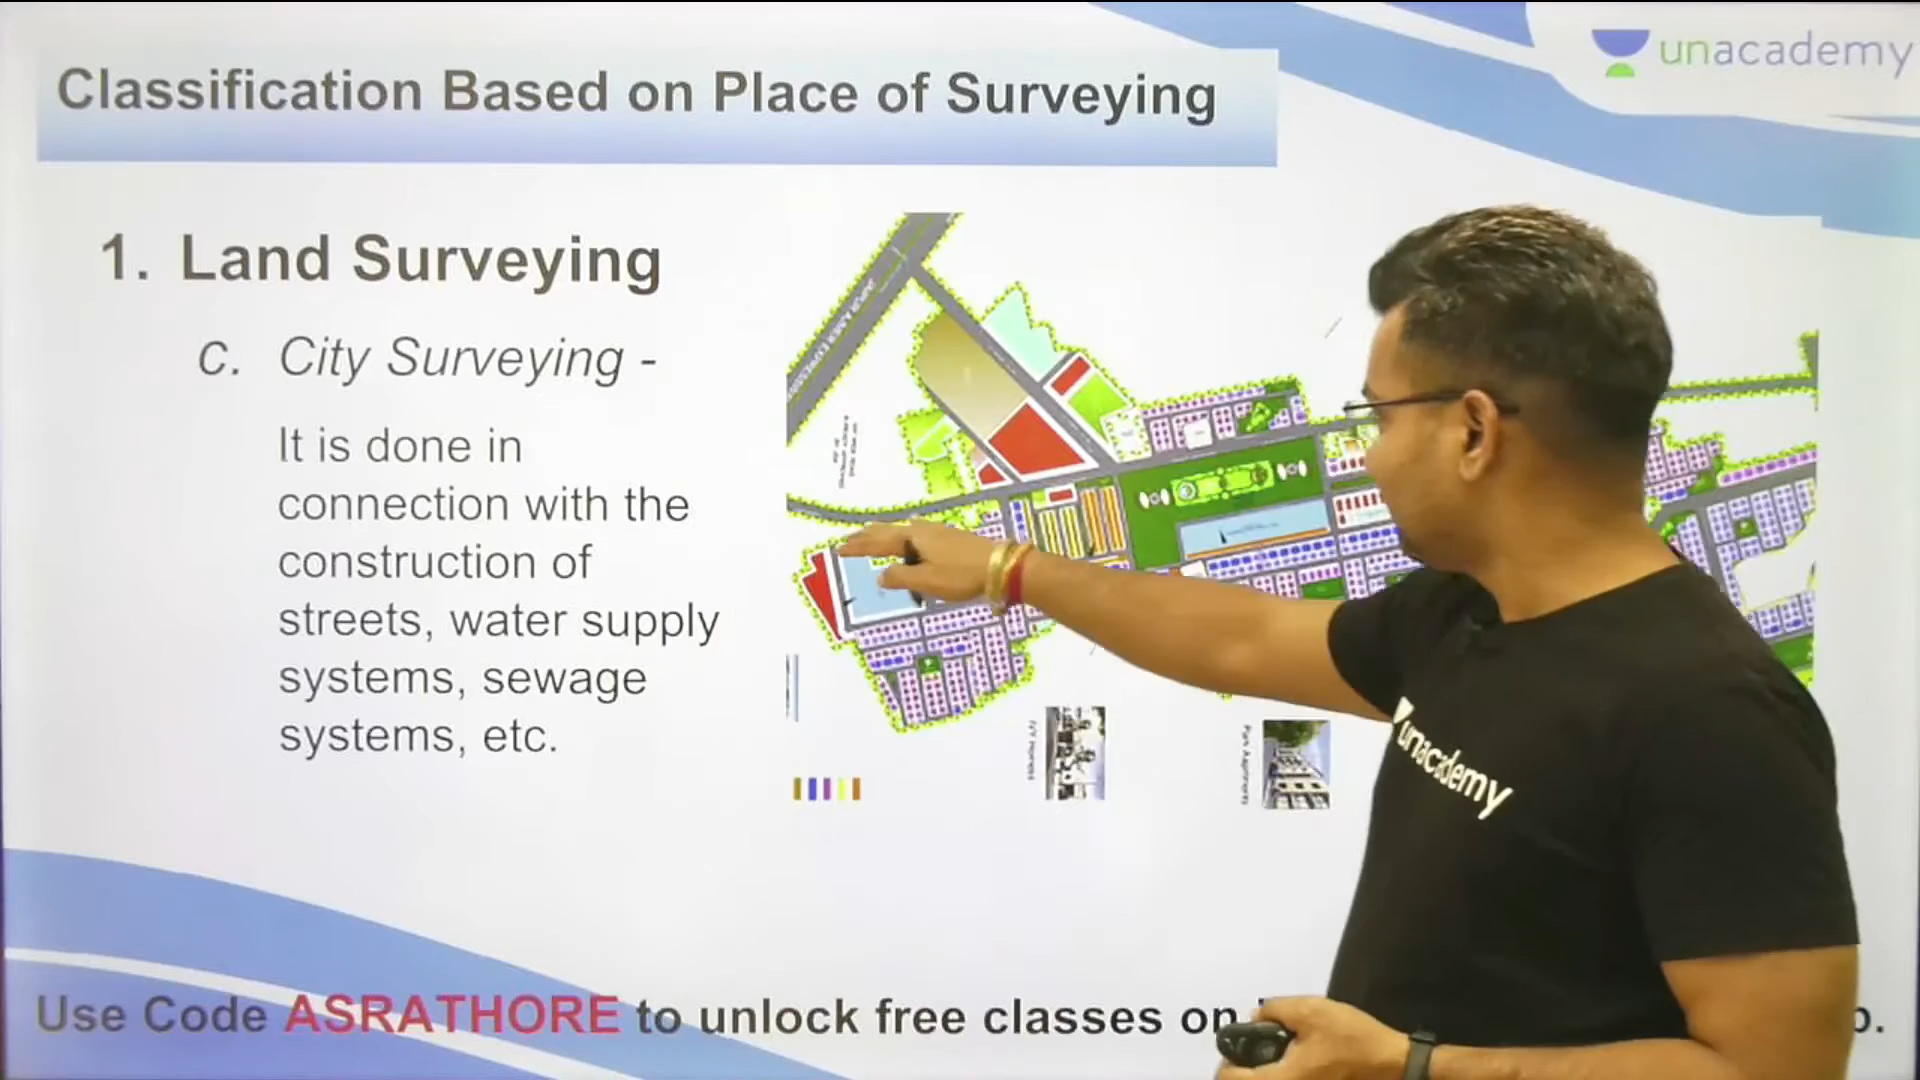 unacademy
Classification Based on Place of Surveying
1. Land Surveying
c. City Surveying -
It is done in
connection with the
construction of
streets, water supply
systems, sewage
systems, etc.
unacademy
Use Code ASRATHORE to unlock free classes on